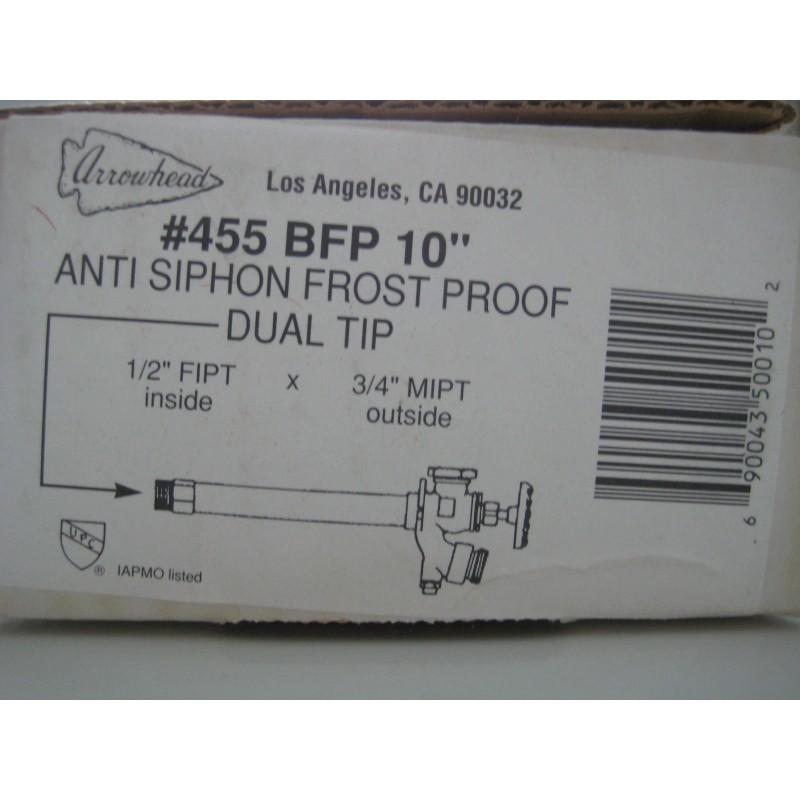 Arrowhead
Los Angeles, CA 90032
#455 BFP 10"
ANTI SIPHON FROST PROOF
DUAL TIP
1/2" FIPT x 3/4" MIPT
inside outside
6 90043 50010 2
UPC
® IAPMO listed